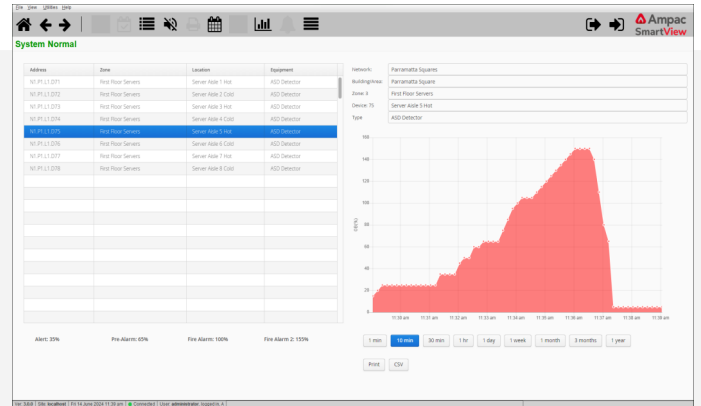 File View Utilities Help
Ampac
SmartView
System Normal
Address Zone Location Equipment
N1.P1.L1.D71 First Floor Servers Server Aisle 1 Hot ASD Detector
N1.P1.L1.D72 First Floor Servers Server Aisle 2 Cold ASD Detector
N1.P1.L1.D73 First Floor Servers Server Aisle 3 Hot ASD Detector
N1.P1.L1.D74 First Floor Servers Server Aisle 4 Cold ASD Detector
N1.P1.L1.D75 First Floor Servers Server Aisle 5 Hot ASD Detector
N1.P1.L1.D76 First Floor Servers Server Aisle 6 Cold ASD Detector
N1.P1.L1.D77 First Floor Servers Server Aisle 7 Hot ASD Detector
N1.P1.L1.D78 First Floor Servers Server Aisle 8 Cold ASD Detector
Alert: 35% Pre-Alarm: 65% Fire Alarm: 100% Fire Alarm 2: 155%
Network: Parramatta Squares
Building/Area: Parramatta Square
Zone: 3 First Floor Servers
Device: 75 Server Aisle 5 Hot
Type ASD Detector
160
140
120
100
80
60
40
20
0
11:30 am 11:31 am 11:32 am 11:33 am 11:34 am 11:35 am 11:36 am 11:37 am 11:38 am 11:39 am
1 min 10 min 30 min 1 hr 1 day 1 week 1 month 3 months 1 year
Print CSV
Connected | User: administrator, logged in, A